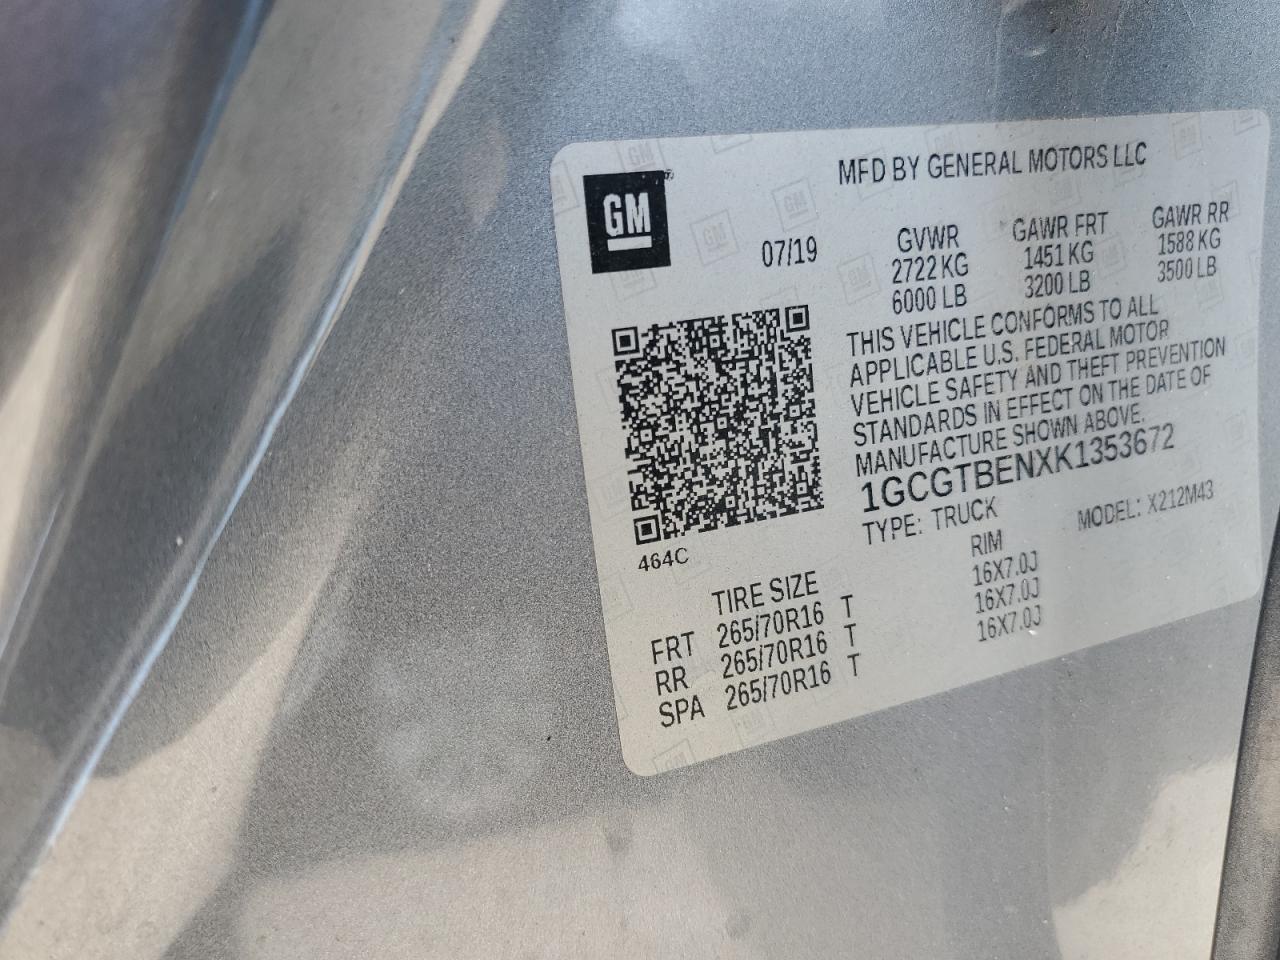 GM
MFD BY GENERAL MOTORS LLC
07/19
GVWR GAWR FRT GAWR RR
2722 KG 1451 KG 1588 KG
6000 LB 3200 LB 3500 LB
THIS VEHICLE CONFORMS TO ALL
APPLICABLE U.S. FEDERAL MOTOR
VEHICLE SAFETY AND THEFT PREVENTION
STANDARDS IN EFFECT ON THE DATE OF
MANUFACTURE SHOWN ABOVE.
1GCGTBENXK1353672
TYPE: TRUCK MODEL: X212M43
464C
TIRE SIZE RIM
FRT 265/70R16 T 16X7.0J
RR 265/70R16 T 16X7.0J
SPA 265/70R16 T 16X7.0J